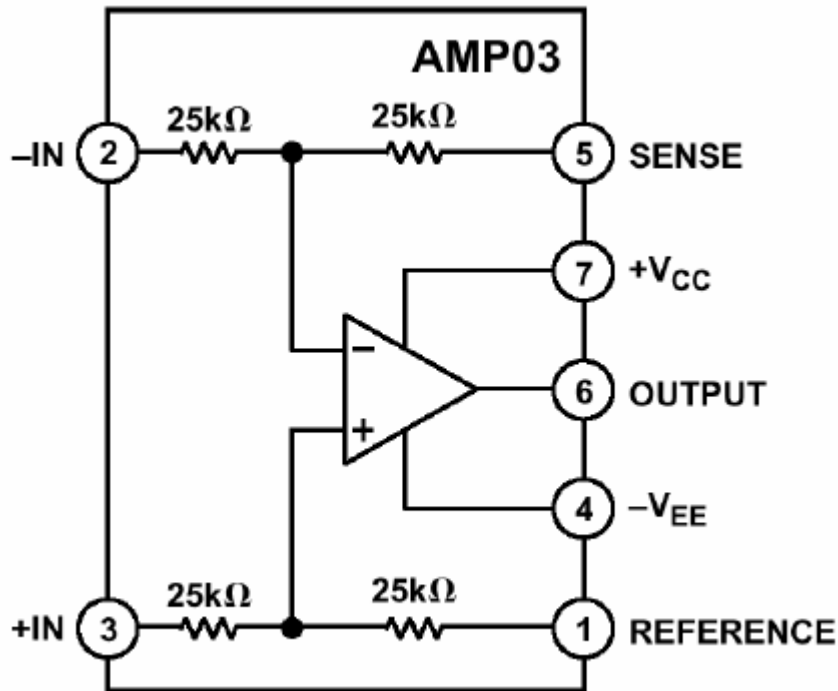 AMP03
25kΩ 25kΩ
–IN 2 5 SENSE
7 +VCC
– 
6 OUTPUT
+
4 –VEE
25kΩ 25kΩ
+IN 3 1 REFERENCE